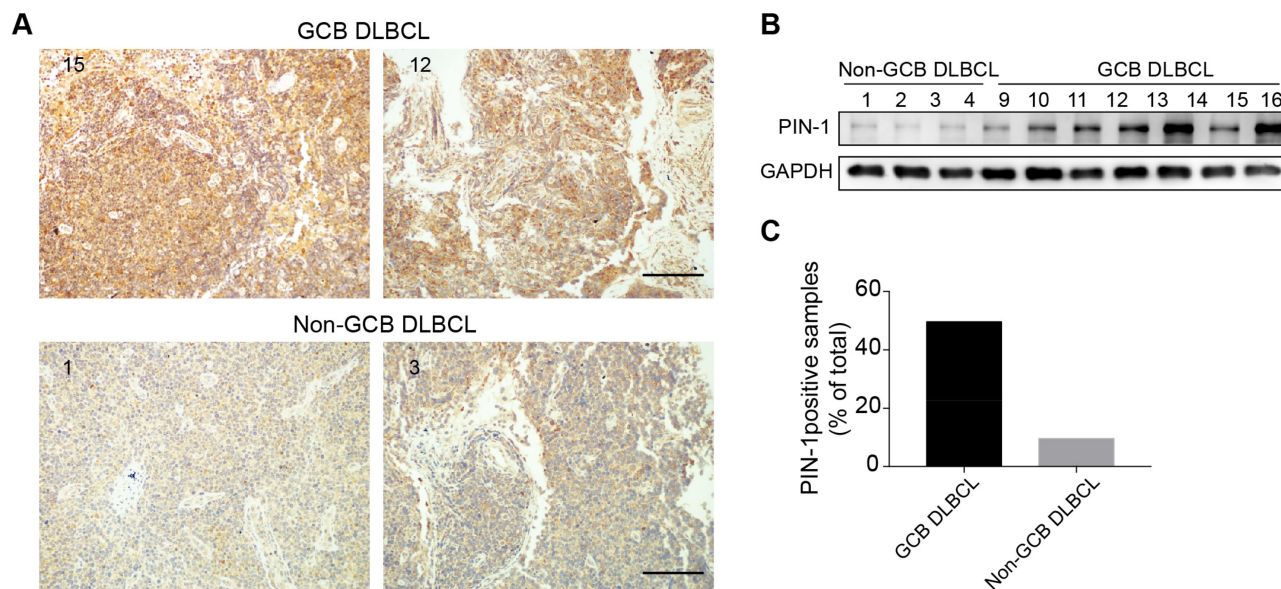 A
GCB DLBCL
15
12
Non-GCB DLBCL
1
3
B
Non-GCB DLBCL GCB DLBCL
1 2 3 4 9 10 11 12 13 14 15 16
PIN-1
GAPDH
C
PIN-1positive samples
(% of total)
60
40
20
0
GCB DLBCL
Non-GCB DLBCL